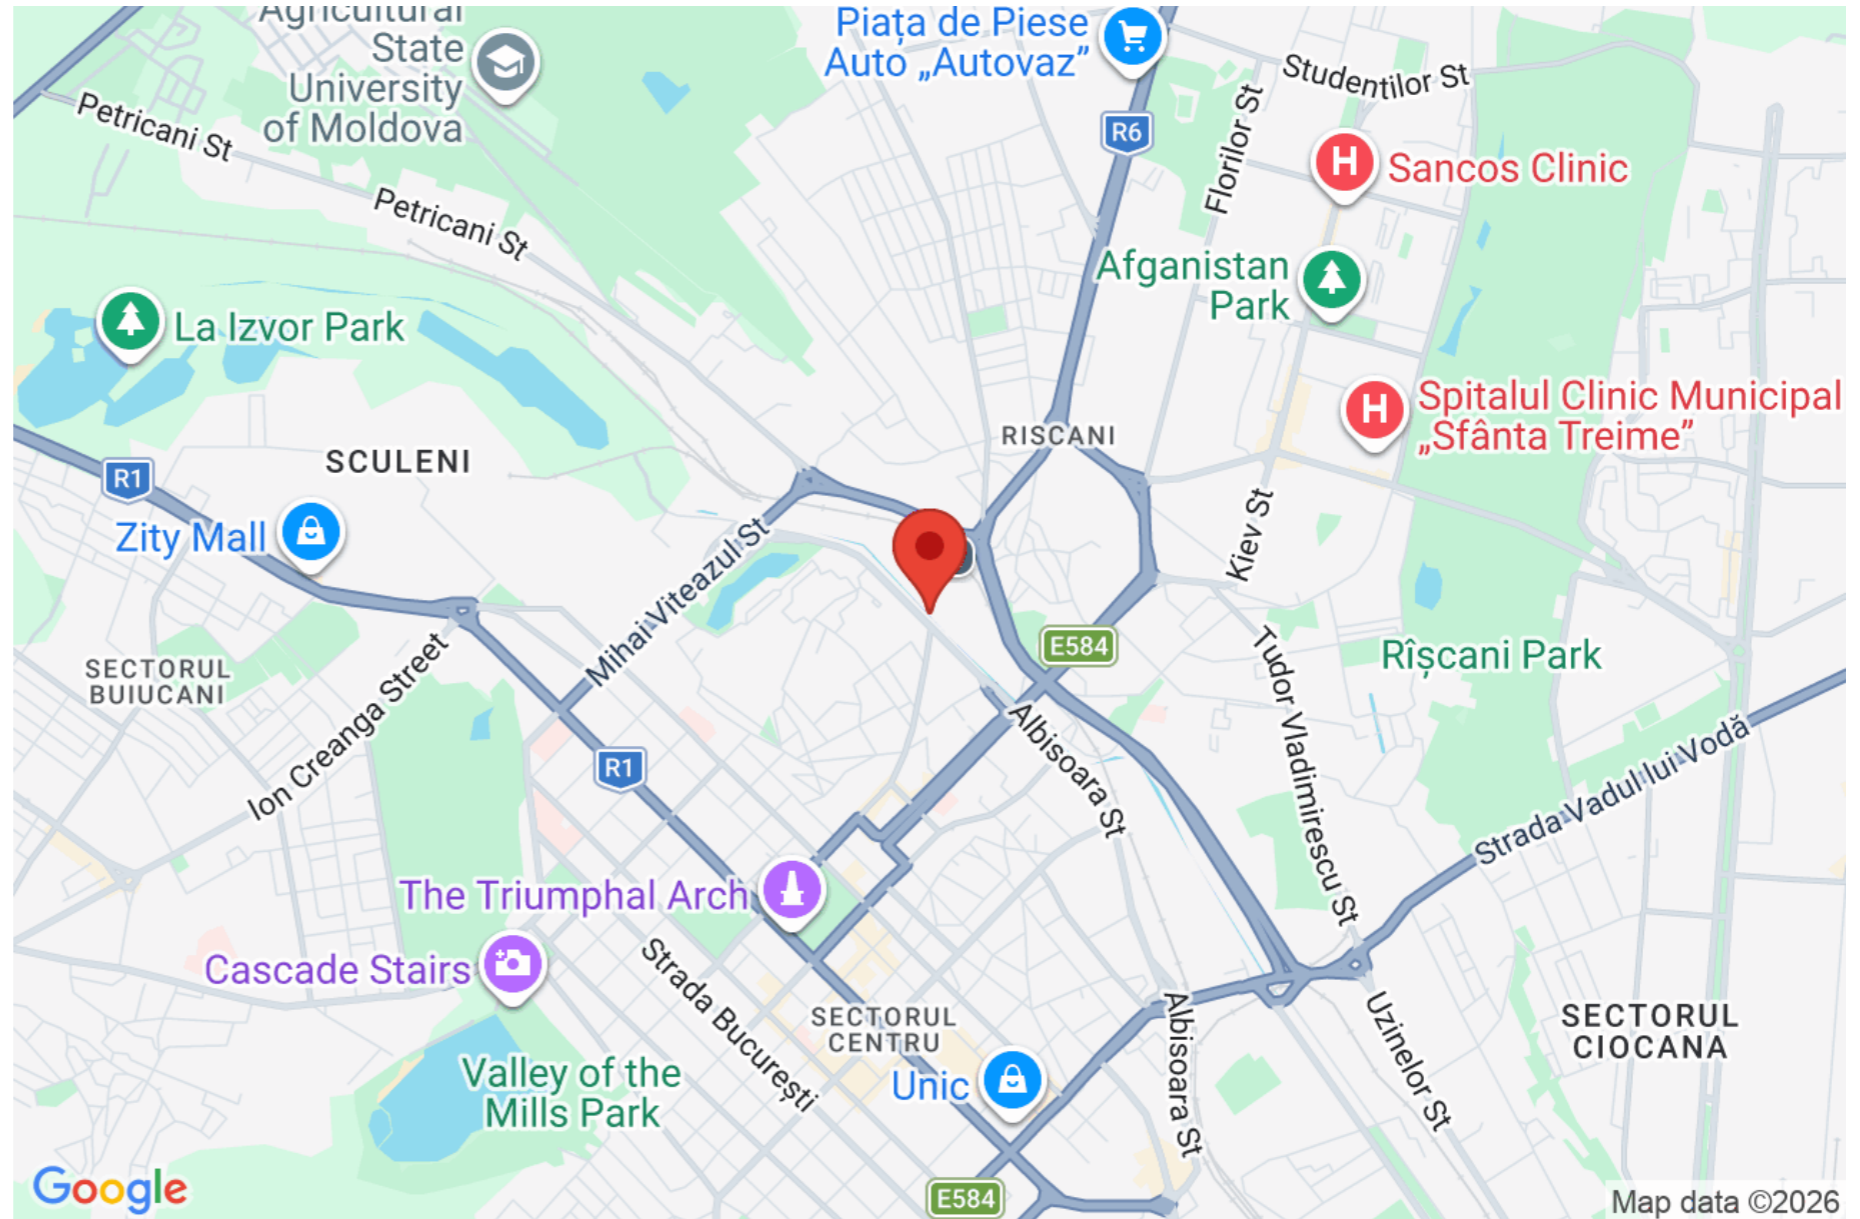 Agricultural
State
University
of Moldova
Piața de Piese
Auto „Autovaz”
Studentilor St
R6
Petricani St
Florilor St
Sancos Clinic
Petricani St
Afganistan
Park
La Izvor Park
Spitalul Clinic Municipal
„Sfânta Treime”
RISCANI
SCULENI
R1
Zity Mall
Mihai Viteazul St
Kiev St
E584
SECTORUL
BUIUCANI
Ion Creanga Street
Rîșcani Park
Tudor Vladimirescu St
Albisoara St
R1
Strada Vadul lui Vodă
The Triumphal Arch
Cascade Stairs
Strada București
SECTORUL
CENTRU
Albisoara St
Uzinelor St
SECTORUL
CIOCANA
Valley of the
Mills Park
Unic
Google
E584
Map data ©2026